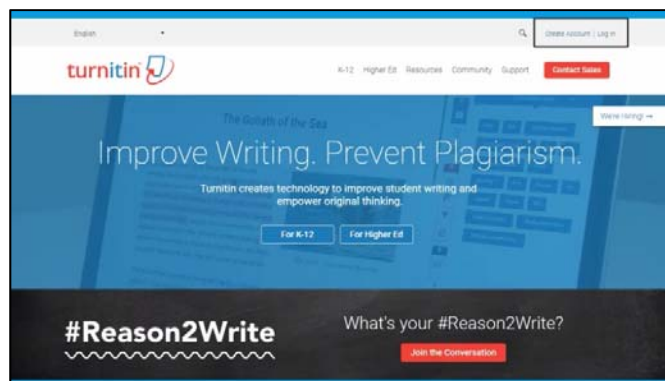 English
Create Account | Log In
turnitin
K-12 Higher Ed Resources Community Support Contact Sales
We're Hiring! →
The Goliath of the Sea
Improve Writing. Prevent Plagiarism.
Turnitin creates technology to improve student writing and
empower original thinking.
For K-12 For Higher Ed
#Reason2Write
What's your #Reason2Write?
Join the Conversation